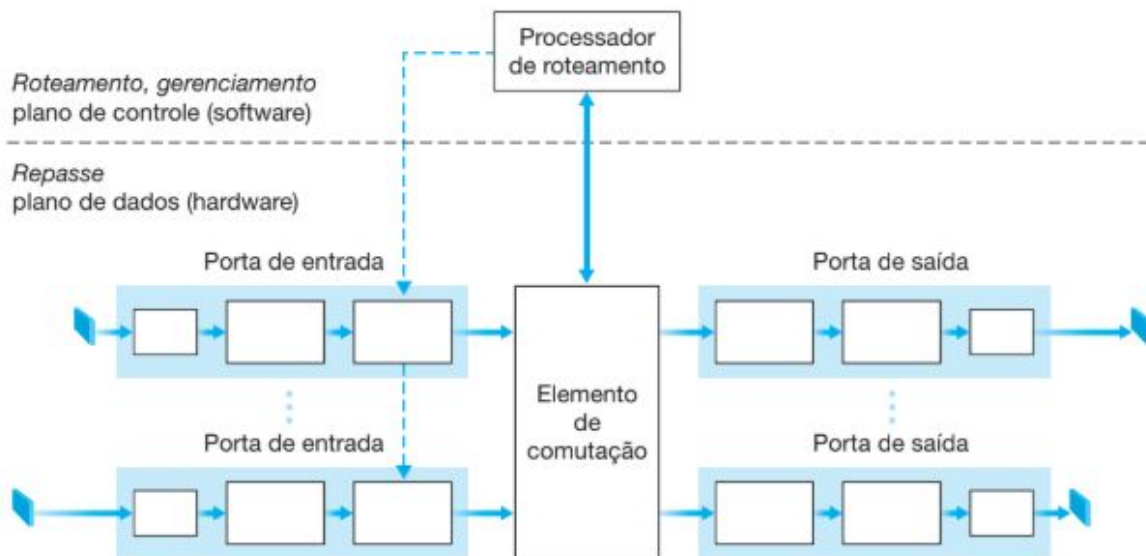 Processador
de roteamento
Roteamento, gerenciamento
plano de controle (software)
Repasse
plano de dados (hardware)
Porta de entrada
Porta de saída
Elemento
de
comutação
Porta de entrada
Porta de saída